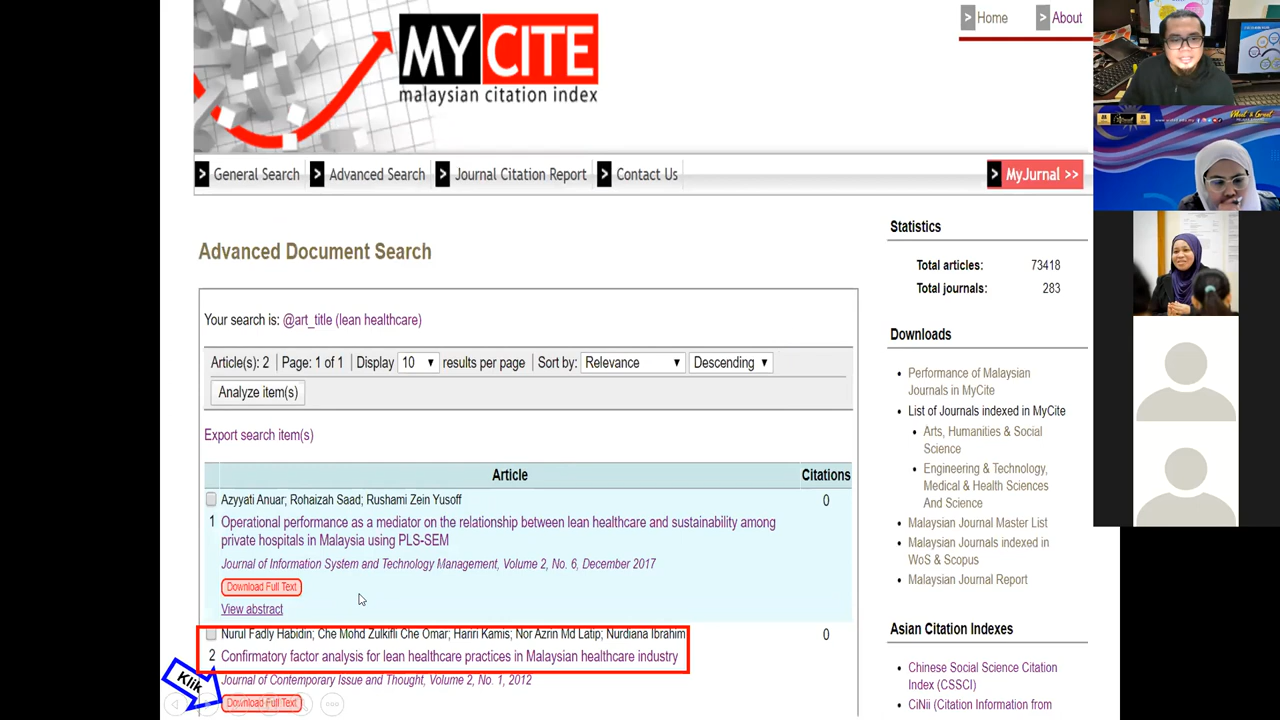 MYCITE
malaysian citation index
> Home
> About
> General Search
> Advanced Search
> Journal Citation Report
> Contact Us
> MyJurnal >>
Advanced Document Search
Your search is: @art_title (lean healthcare)
Article(s): 2 Page: 1 of 1 Display 10 results per page Sort by: Relevance Descending
Analyze item(s)
Export search item(s)
Article Citations
Azyyati Anuar; Rohaizah Saad; Rushami Zein Yusoff 0
1 Operational performance as a mediator on the relationship between lean healthcare and sustainability among
private hospitals in Malaysia using PLS-SEM
Journal of Information System and Technology Management, Volume 2, No. 6, December 2017
Download Full Text
View abstract
Nurul Fadly Habidin; Che Mohd Zulkifli Che Omar; Hariri Kamis; Nor Azrin Md Latip; Nurdiana Ibrahim 0
2 Confirmatory factor analysis for lean healthcare practices in Malaysian healthcare industry
Journal of Contemporary Issue and Thought, Volume 2, No. 1, 2012
Klik
Download Full Text
Statistics
Total articles: 73418
Total journals: 283
Downloads
Performance of Malaysian
Journals in MyCite
List of Journals indexed in MyCite
Arts, Humanities & Social
Science
Engineering & Technology,
Medical & Health Sciences
And Science
Malaysian Journal Master List
Malaysian Journals indexed in
WoS & Scopus
Malaysian Journal Report
Asian Citation Indexes
Chinese Social Science Citation
Index (CSSCI)
CiNii (Citation Information from